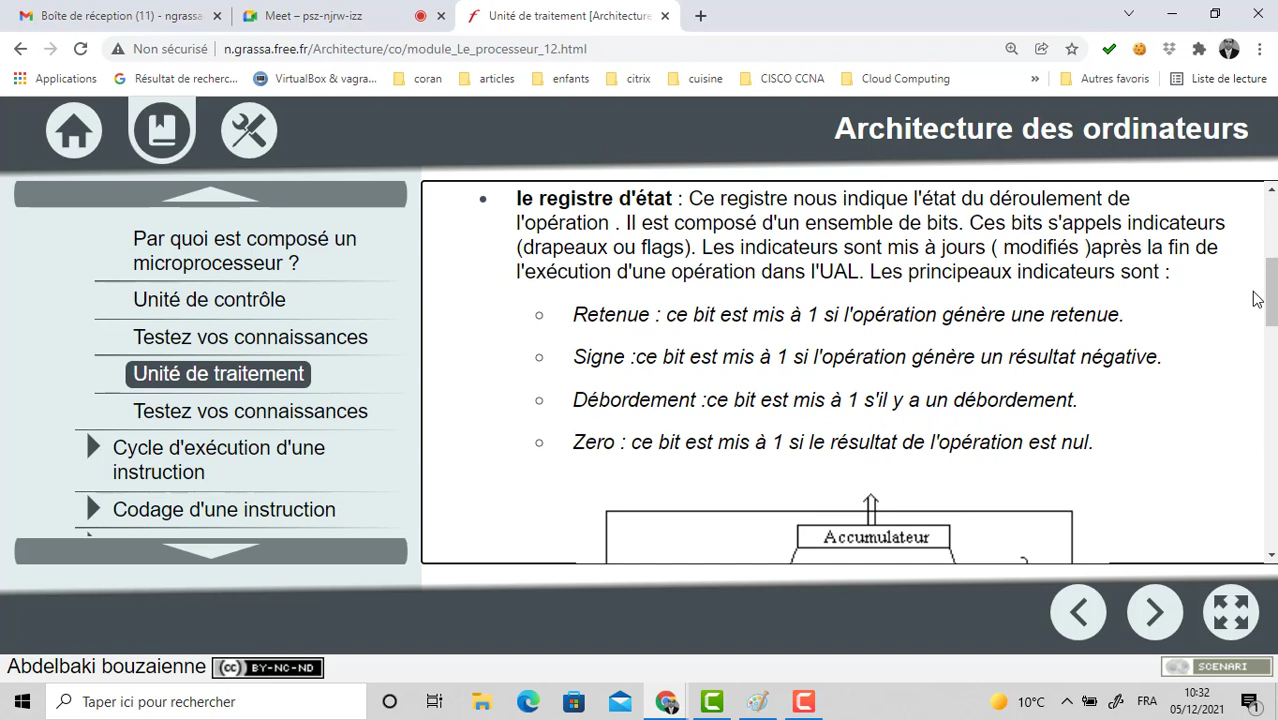 Boîte de réception (11) - ngrassa
Meet – psz-njrw-izz
Unité de traitement [Architecture
Non sécurisé
n.grassa.free.fr/Architecture/co/module_Le_processeur_12.html
Applications
Résultat de recherc...
VirtualBox & vagra...
coran
articles
enfants
citrix
cuisine
CISCO CCNA
Cloud Computing
»
Autres favoris
Liste de lecture
Architecture des ordinateurs
Par quoi est composé un
microprocesseur ?
Unité de contrôle
Testez vos connaissances
Unité de traitement
Testez vos connaissances
Cycle d'exécution d'une
instruction
Codage d'une instruction
le registre d'état : Ce registre nous indique l'état du déroulement de
l'opération . Il est composé d'un ensemble de bits. Ces bits s'appels indicateurs
(drapeaux ou flags). Les indicateurs sont mis à jours ( modifiés )après la fin de
l'exécution d'une opération dans l'UAL. Les principeaux indicateurs sont :
Retenue : ce bit est mis à 1 si l'opération génère une retenue.
Signe :ce bit est mis à 1 si l'opération génère un résultat négative.
Débordement :ce bit est mis à 1 s'il y a un débordement.
Zero : ce bit est mis à 1 si le résultat de l'opération est nul.
Accumulateur
Abdelbaki bouzaienne
cc BY-NC-ND
SCENARI
Taper ici pour rechercher
10°C
FRA
10:32
05/12/2021
1